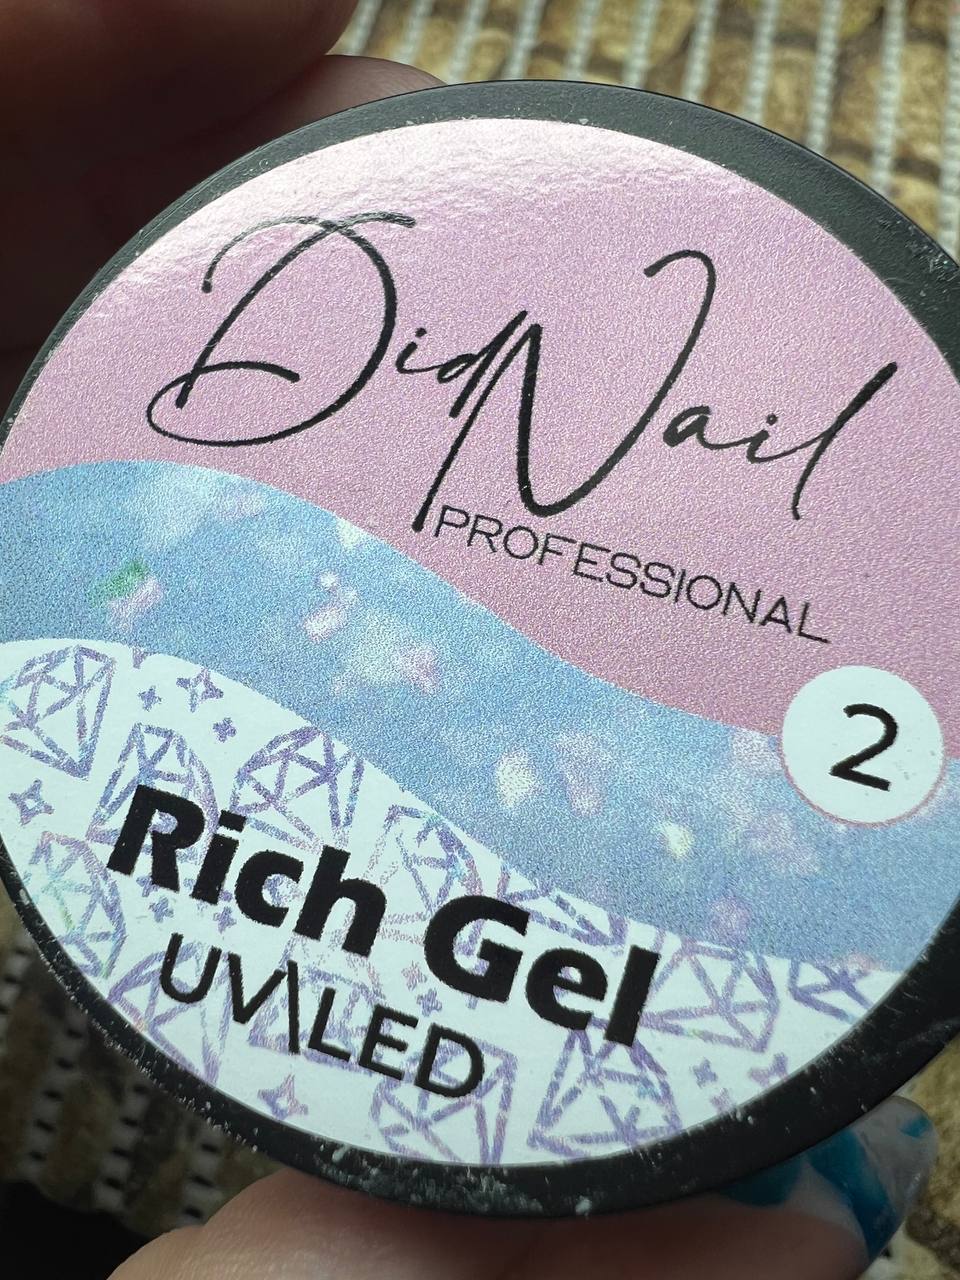 DidNail
PROFESSIONAL
2
Rich Gel
UV\LED